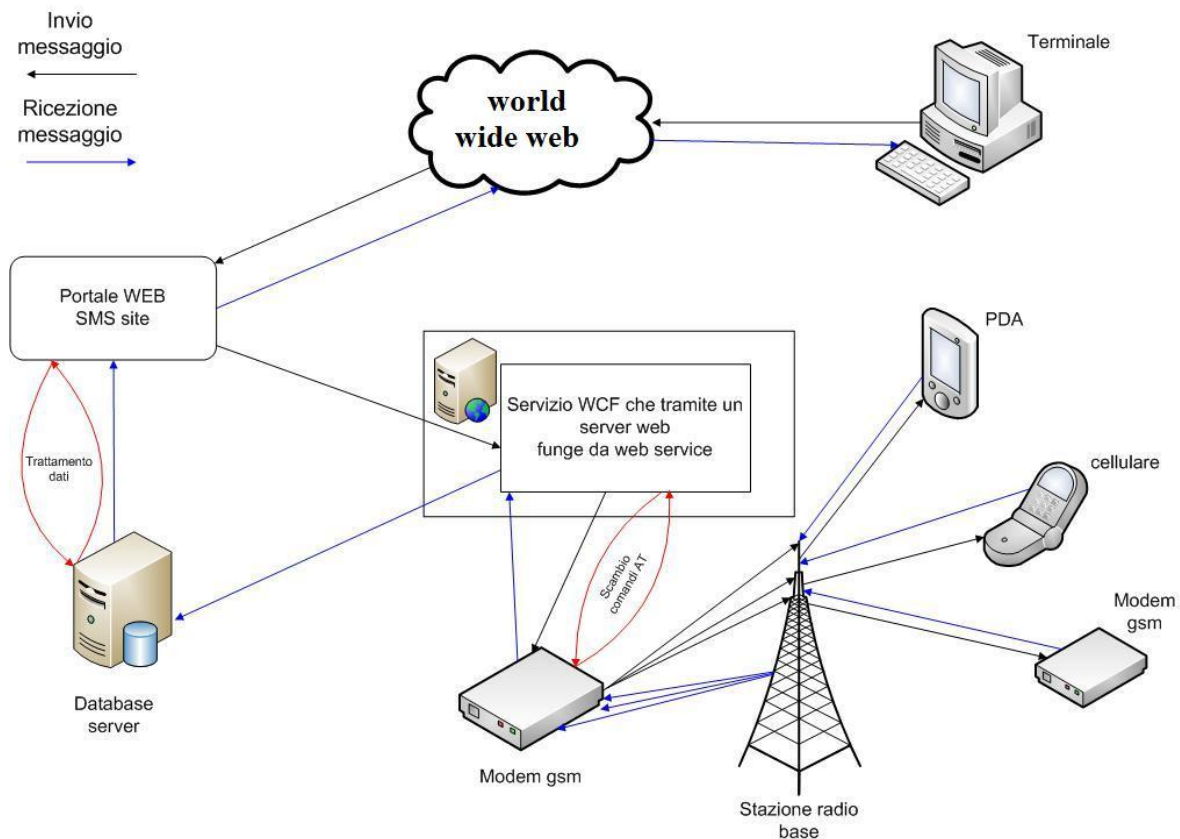 Invio
messaggio
Ricezione
messaggio
world
wide web
Terminale
Portale WEB
SMS site
PDA
Servizio WCF che tramite un
server web
funge da web service
cellulare
Trattamento
dati
Scambio
comandi AT
Modem
gsm
Database
server
Modem gsm
Stazione radio
base